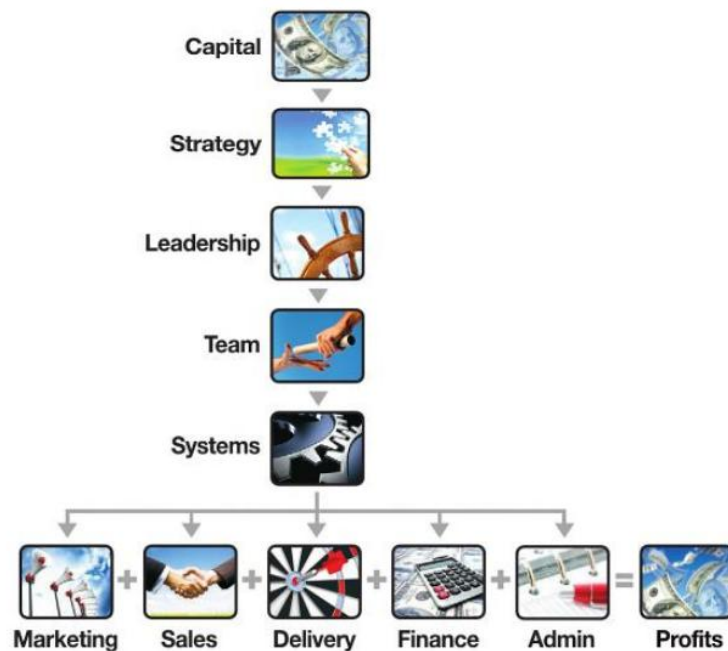 Capital
Strategy
Leadership
Team
Systems
+ + + + =
Marketing Sales Delivery Finance Admin Profits